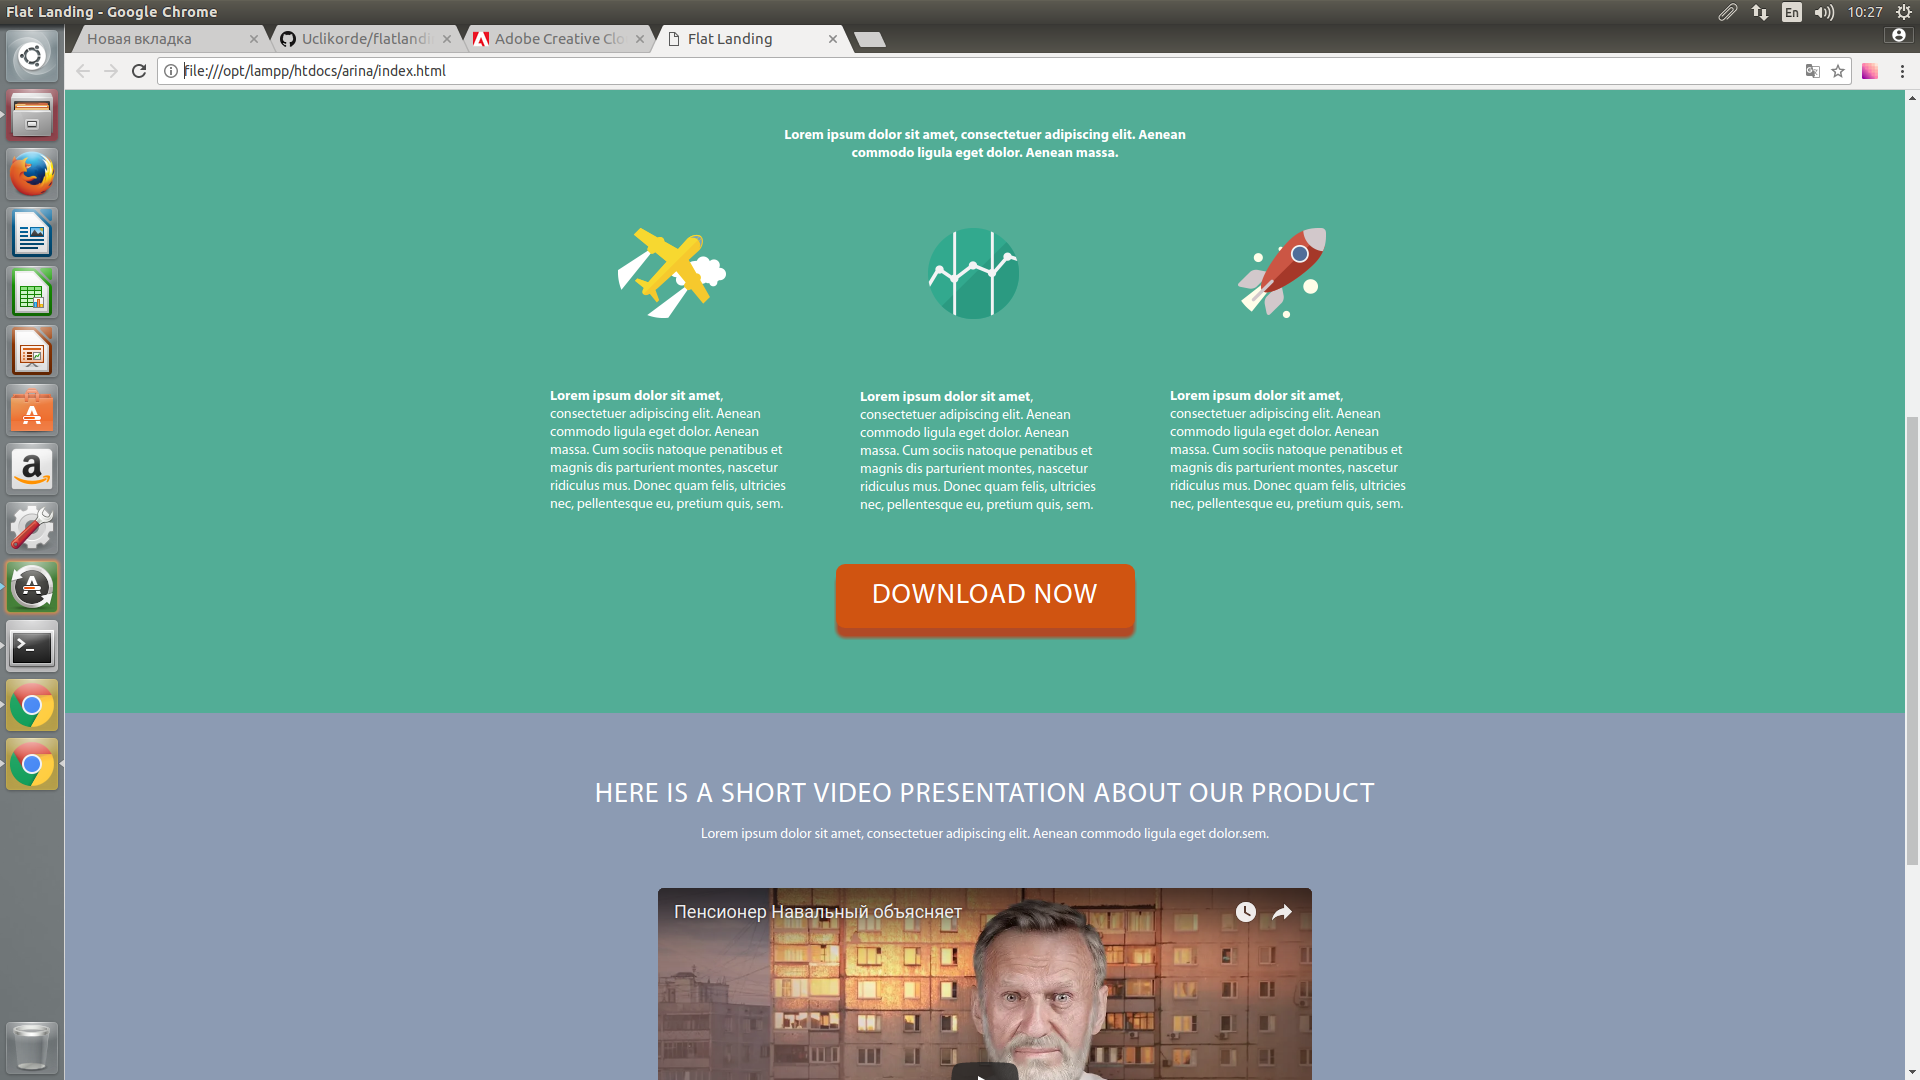 Flat Landing - Google Chrome
En
10:27
Новая вкладка
Uclikorde/flatlandi
Adobe Creative Clo
Flat Landing
file:///opt/lampp/htdocs/arina/index.html
Lorem ipsum dolor sit amet, consectetuer adipiscing elit. Aenean
commodo ligula eget dolor. Aenean massa.
Lorem ipsum dolor sit amet,
consectetuer adipiscing elit. Aenean
commodo ligula eget dolor. Aenean
massa. Cum sociis natoque penatibus et
magnis dis parturient montes, nascetur
ridiculus mus. Donec quam felis, ultricies
nec, pellentesque eu, pretium quis, sem.
Lorem ipsum dolor sit amet,
consectetuer adipiscing elit. Aenean
commodo ligula eget dolor. Aenean
massa. Cum sociis natoque penatibus et
magnis dis parturient montes, nascetur
ridiculus mus. Donec quam felis, ultricies
nec, pellentesque eu, pretium quis, sem.
Lorem ipsum dolor sit amet,
consectetuer adipiscing elit. Aenean
commodo ligula eget dolor. Aenean
massa. Cum sociis natoque penatibus et
magnis dis parturient montes, nascetur
ridiculus mus. Donec quam felis, ultricies
nec, pellentesque eu, pretium quis, sem.
DOWNLOAD NOW
HERE IS A SHORT VIDEO PRESENTATION ABOUT OUR PRODUCT
Lorem ipsum dolor sit amet, consectetuer adipiscing elit. Aenean commodo ligula eget dolor.sem.
Пенсионер Навальный объясняет